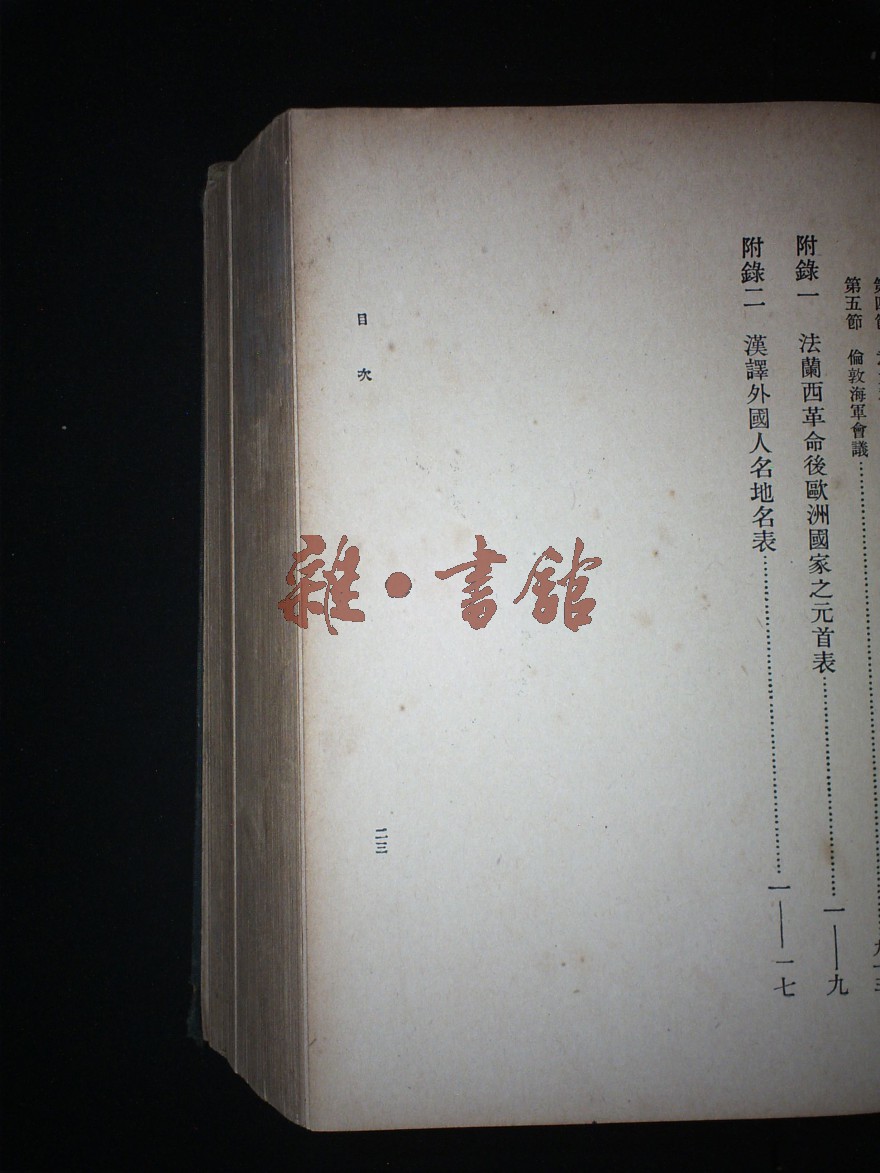 第五節 倫敦海軍會議
附錄一 法蘭西革命後歐洲國家之元首表 一——九
附錄二 漢譯外國人名地名表 一——一七
目次
二三
雜·書館